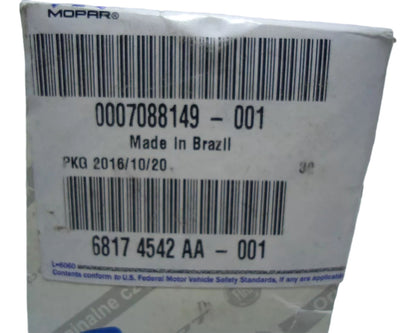 MOPAR®
0007088149 - 001
Made in Brazil
PKG 2016/10/20
6817 4542 AA - 001
L=6060
Contents conform to U.S. Federal Motor Vehicle Safety Standards, if any are applicable